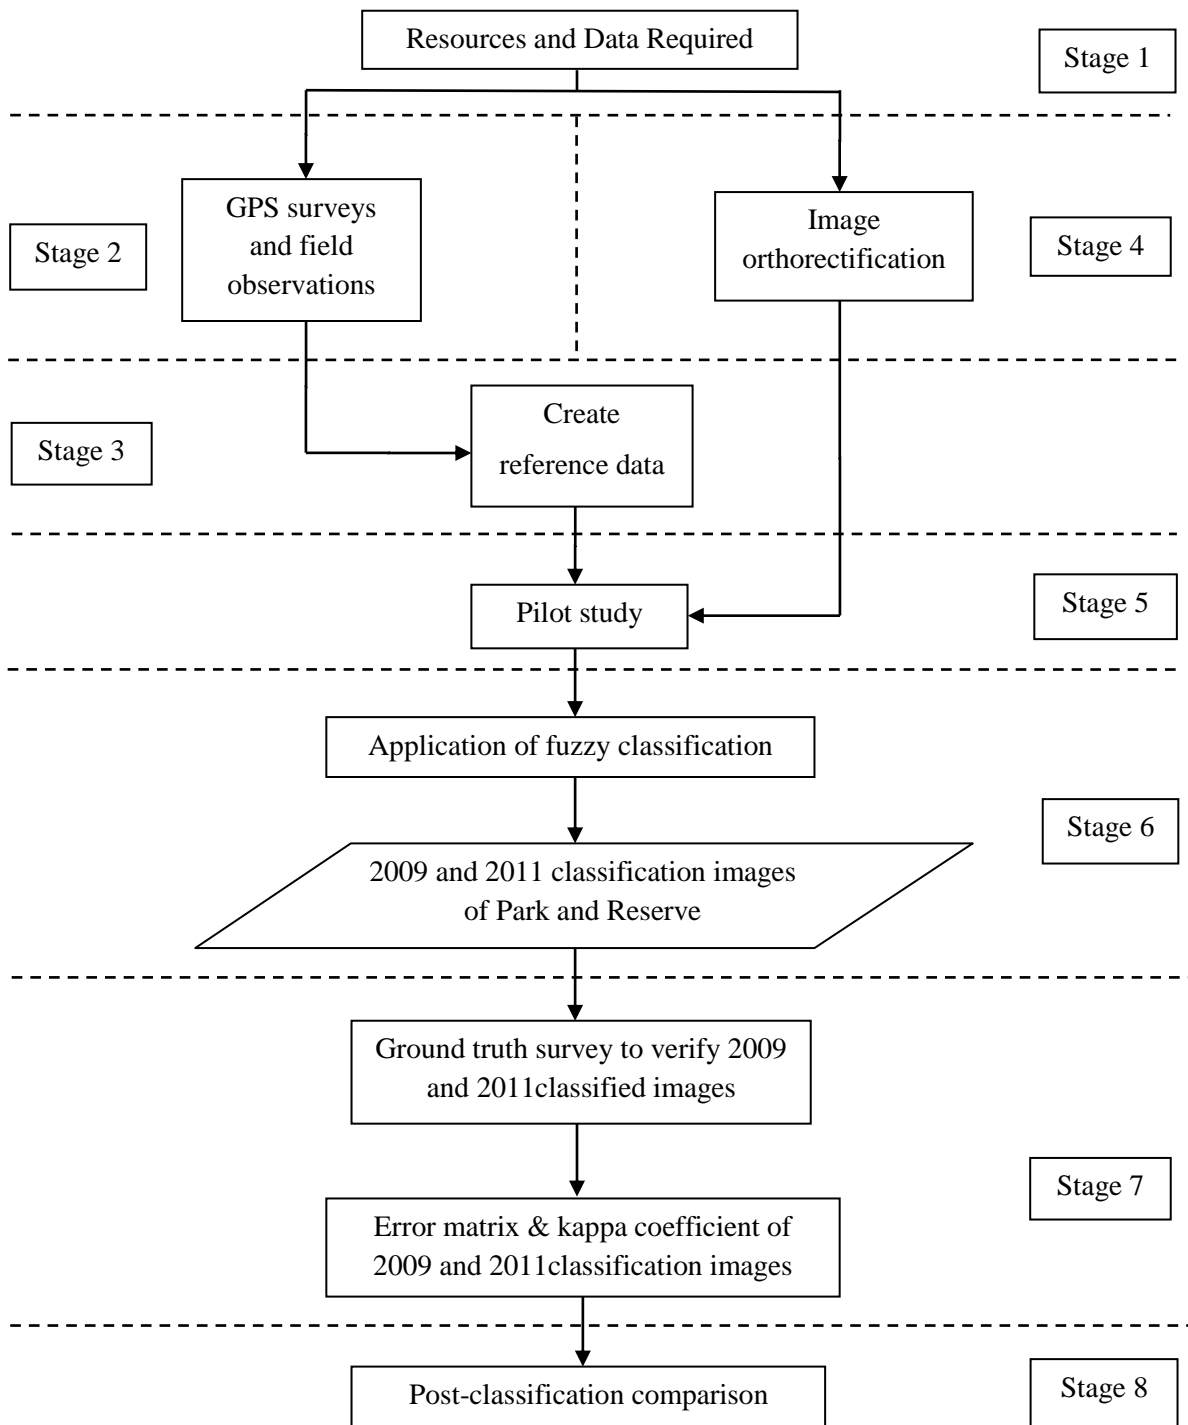 Resources and Data Required
Stage 1
GPS surveys
and field
observations
Image
orthorectification
Stage 2
Stage 4
Create
reference data
Stage 3
Pilot study
Stage 5
Application of fuzzy classification
2009 and 2011 classification images
of Park and Reserve
Stage 6
Ground truth survey to verify 2009
and 2011classified images
Error matrix & kappa coefficient of
2009 and 2011classification images
Stage 7
Post-classification comparison
Stage 8